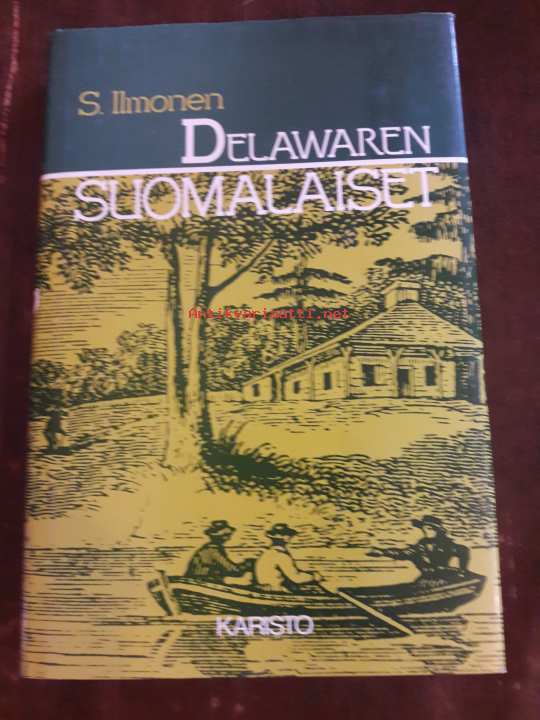 S. Ilmonen
DELAWAREN
SUOMALAISET
Antikvariaatti.net
KARISTO